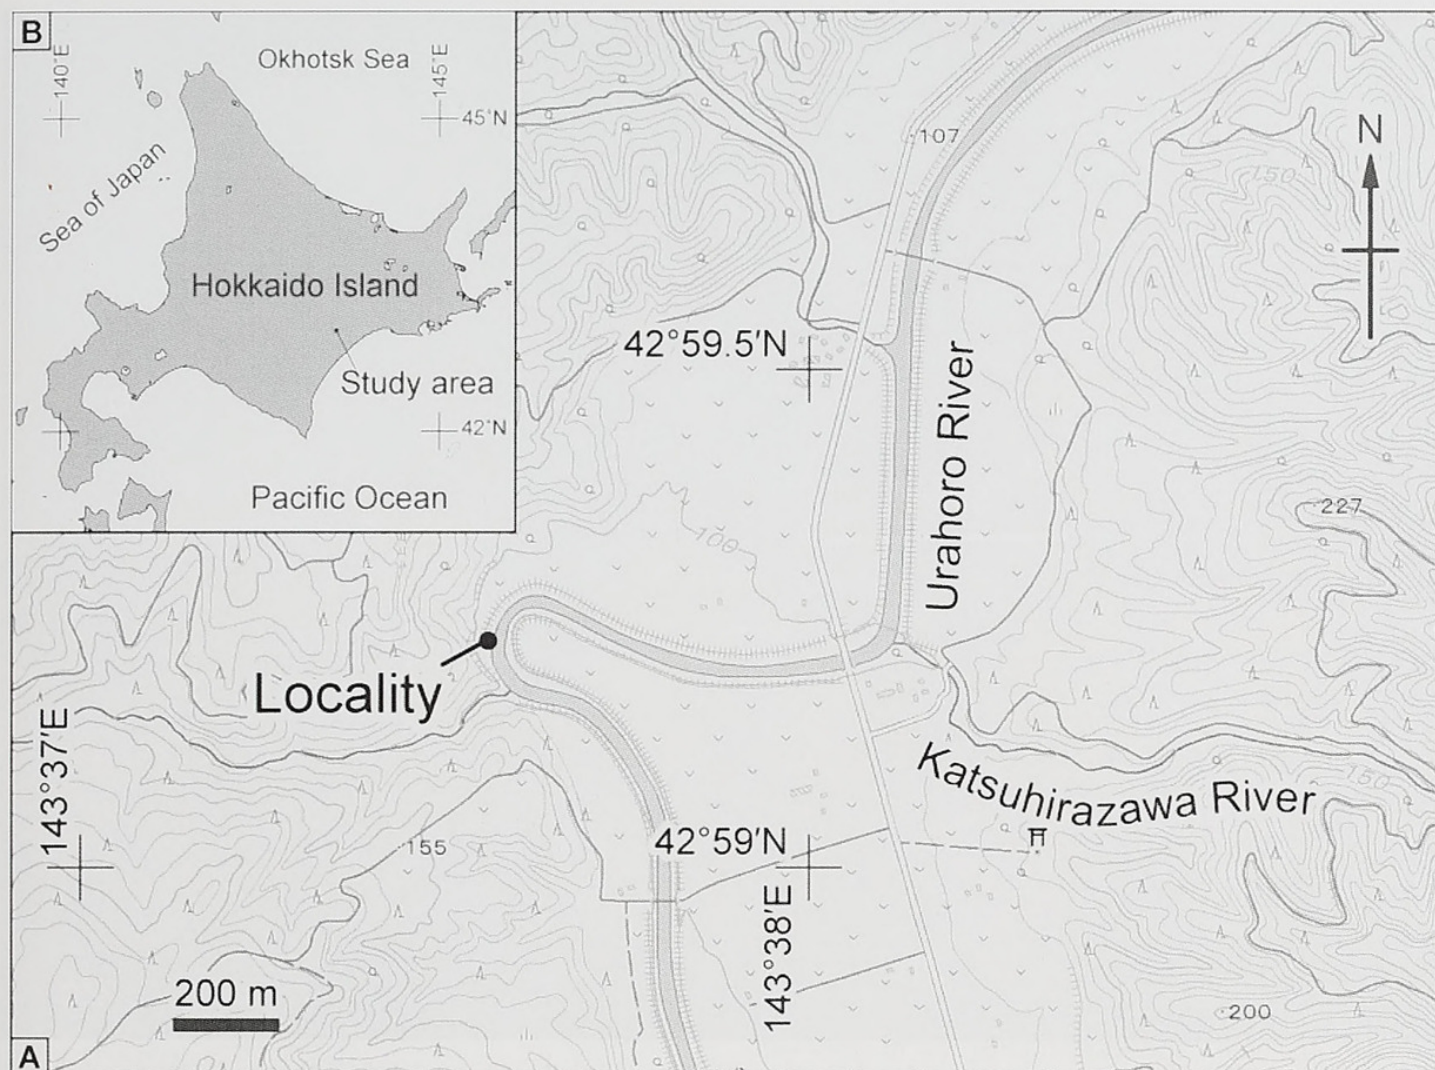 B
140°E
Okhotsk Sea
145°E
45°N
Sea of Japan
Hokkaido Island
Study area
42°N
Pacific Ocean
107
N
150
42°59.5′N
Urahoro River
227
100
Locality
143°37′E
Katsuhirazawa River
150
42°59′N
155
143°38′E
200 m
200
A